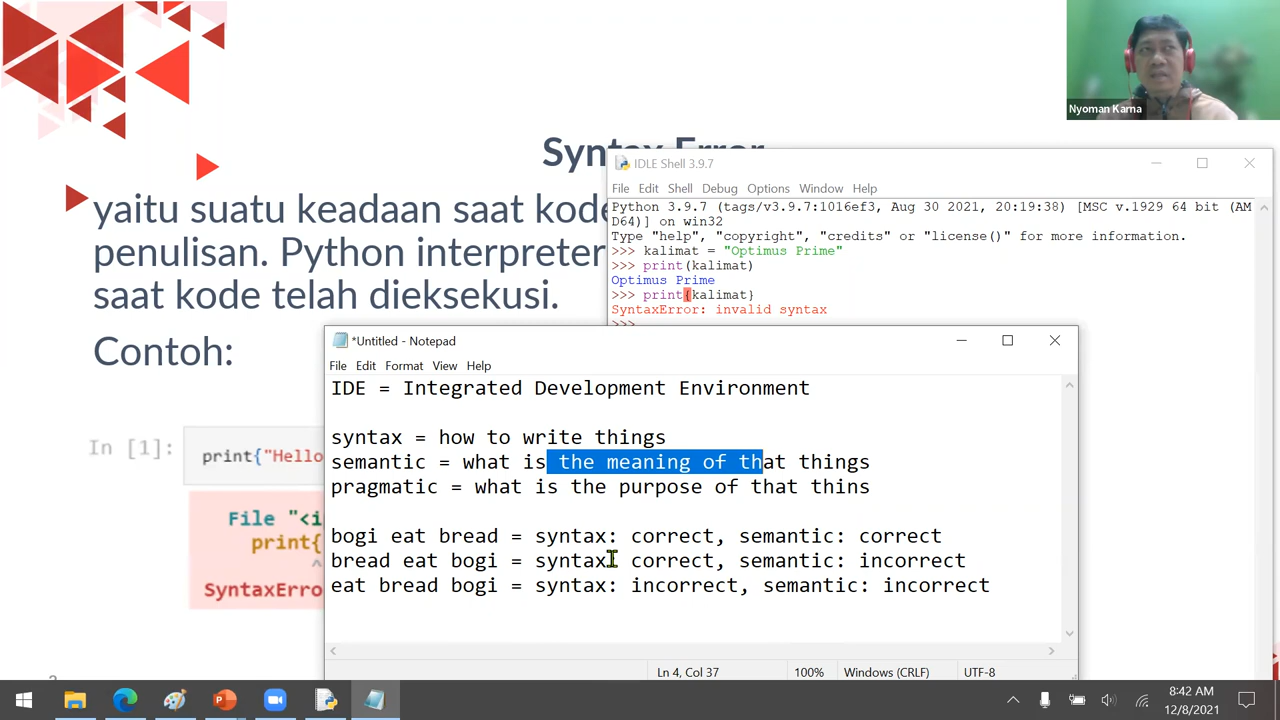 Nyoman Karna
Syntax Error
yaitu suatu keadaan saat kode
penulisan. Python interpreter
saat kode telah dieksekusi.
Contoh:
In [1]:
print{"Hello
File "<i
print{
^
SyntaxErro
IDLE Shell 3.9.7
File Edit Shell Debug Options Window Help
Python 3.9.7 (tags/v3.9.7:1016ef3, Aug 30 2021, 20:19:38) [MSC v.1929 64 bit (AM
D64)] on win32
Type "help", "copyright", "credits" or "license()" for more information.
>>> kalimat = "Optimus Prime"
>>> print(kalimat)
Optimus Prime
>>> print{kalimat}
SyntaxError: invalid syntax
>>>
*Untitled - Notepad
File Edit Format View Help
IDE = Integrated Development Environment
syntax = how to write things
semantic = what is the meaning of that things
pragmatic = what is the purpose of that thins
bogi eat bread = syntax: correct, semantic: correct
bread eat bogi = syntax: correct, semantic: incorrect
eat bread bogi = syntax: incorrect, semantic: incorrect
Ln 4, Col 37
100%
Windows (CRLF)
UTF-8
8:42 AM
12/8/2021